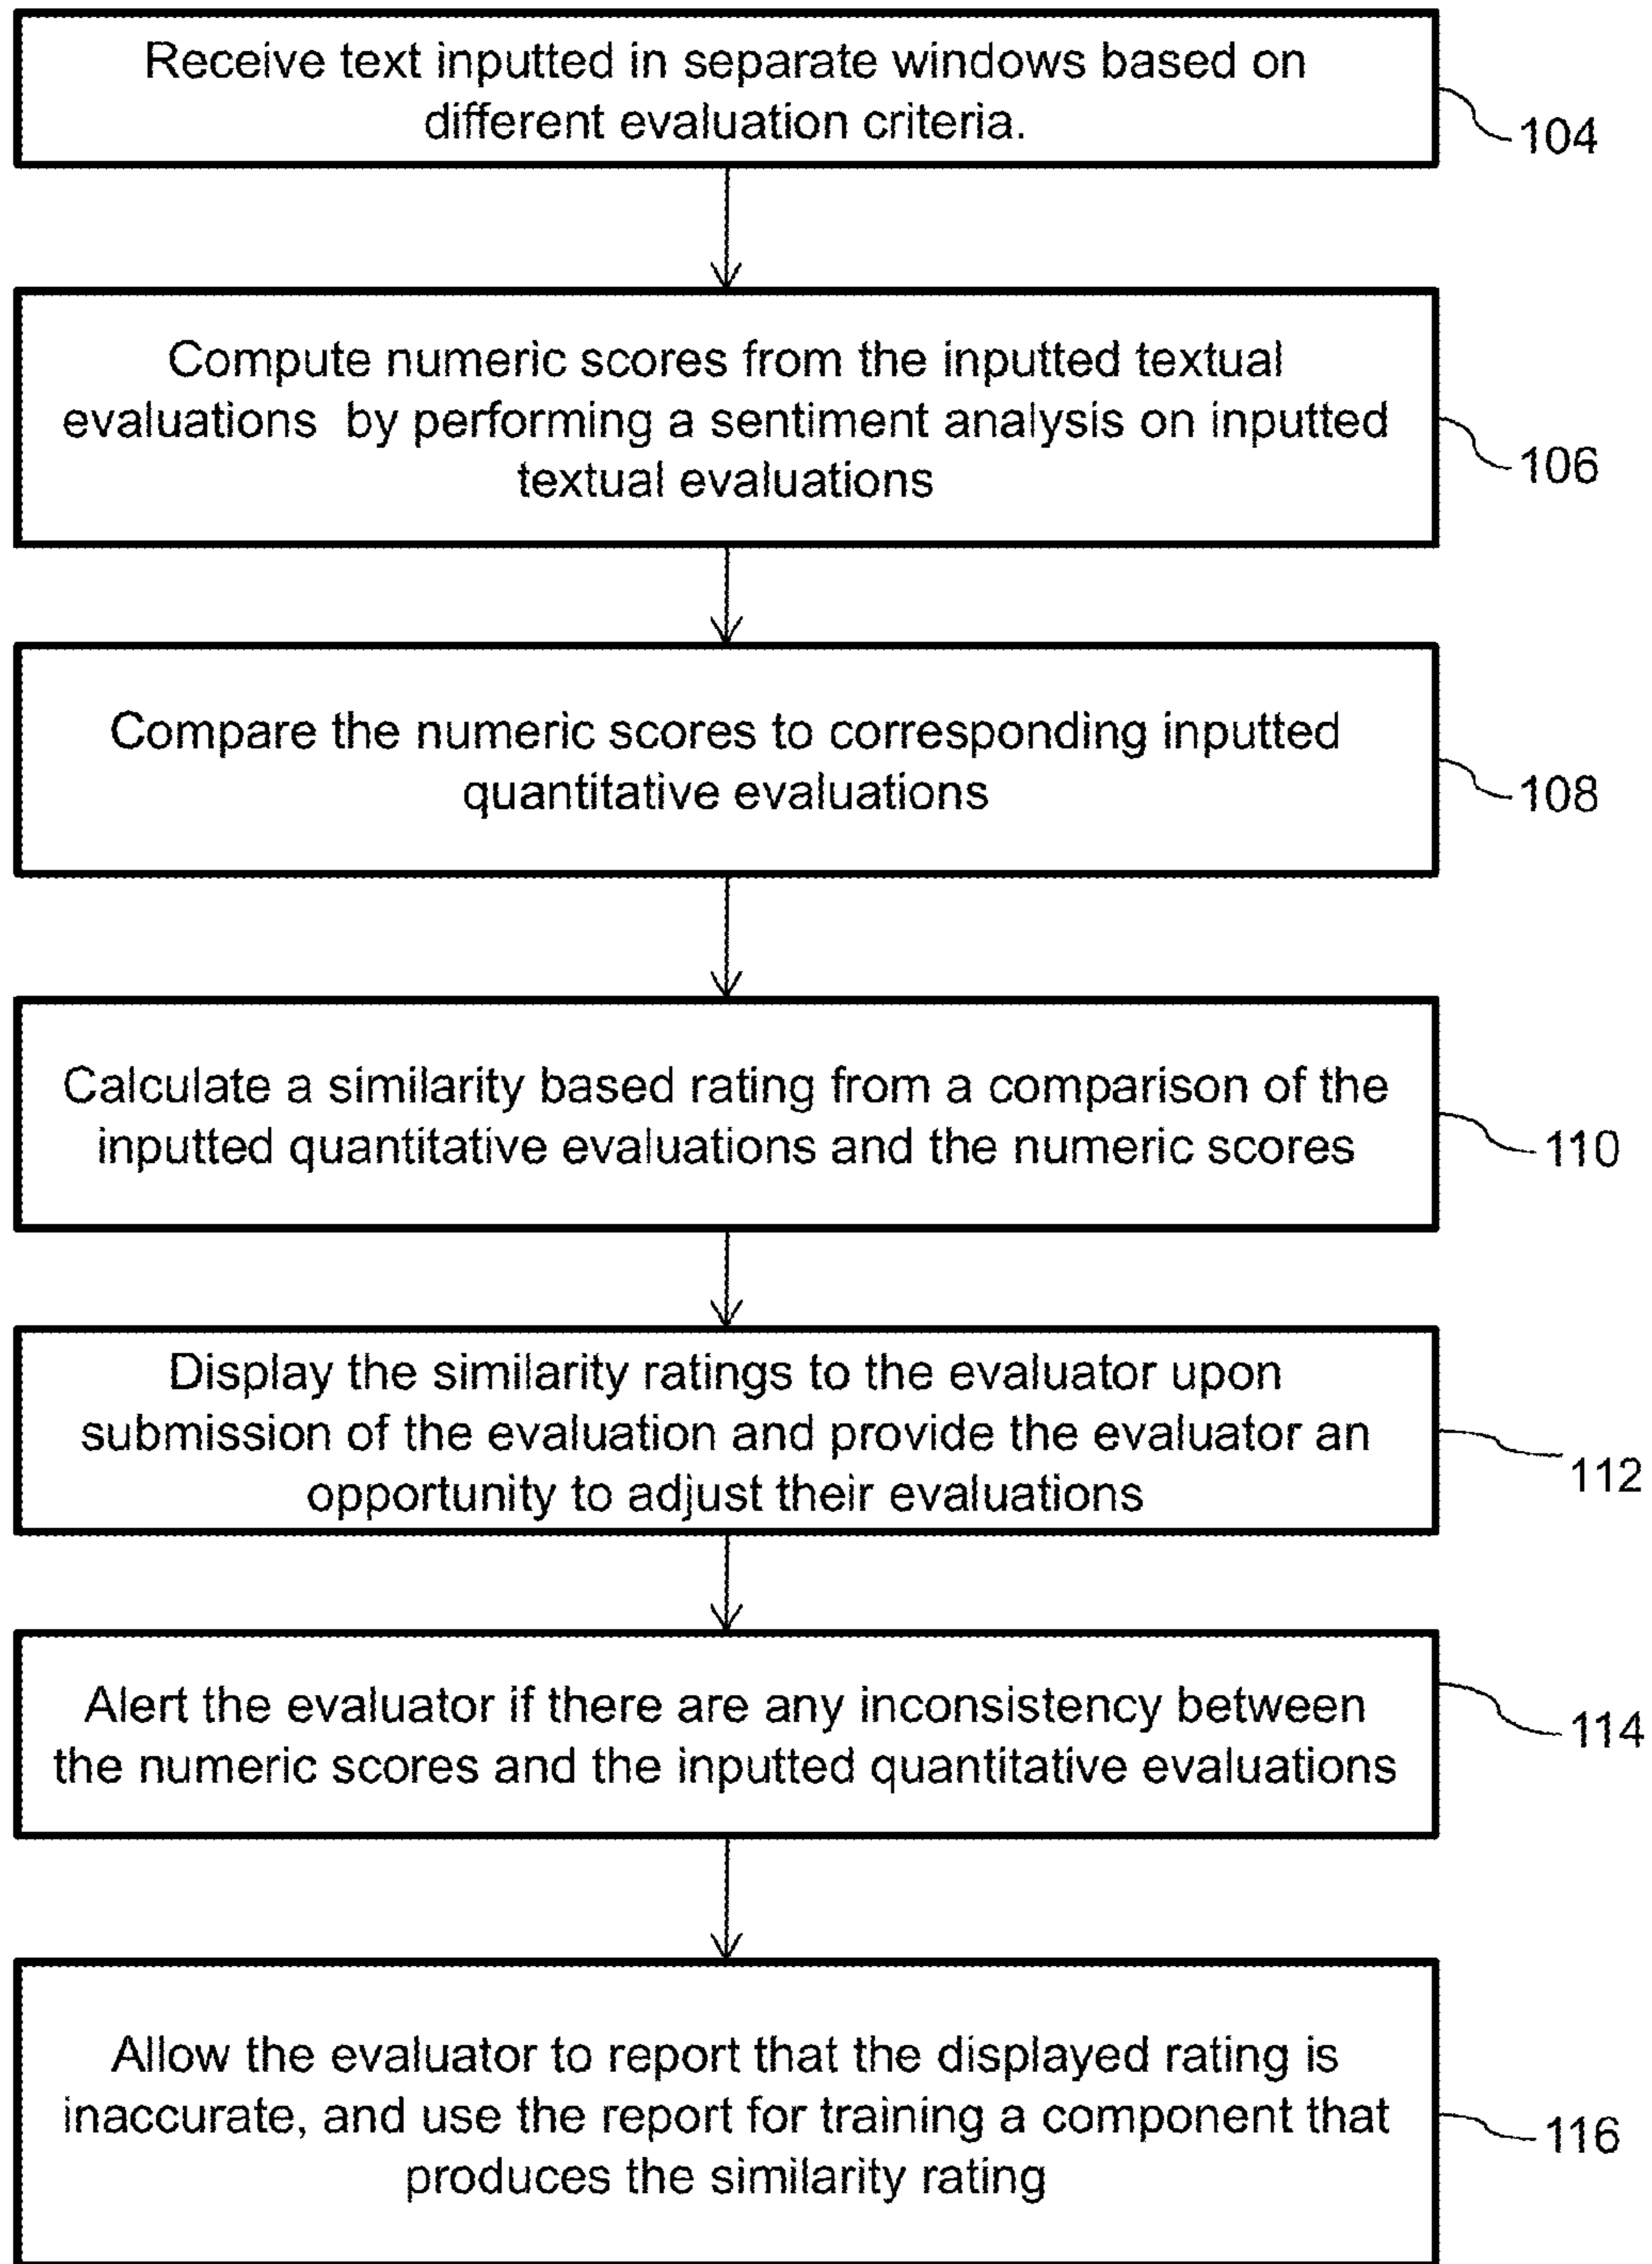 Receive text inputted in separate windows based on
different evaluation criteria.
104
Compute numeric scores from the inputted textual
evaluations by performing a sentiment analysis on inputted
textual evaluations
106
Compare the numeric scores to corresponding inputted
quantitative evaluations
108
Calculate a similarity based rating from a comparison of the
inputted quantitative evaluations and the numeric scores
110
Display the similarity ratings to the evaluator upon
submission of the evaluation and provide the evaluator an
opportunity to adjust their evaluations
112
Alert the evaluator if there are any inconsistency between
the numeric scores and the inputted quantitative evaluations
114
Allow the evaluator to report that the displayed rating is
inaccurate, and use the report for training a component that
produces the similarity rating
116